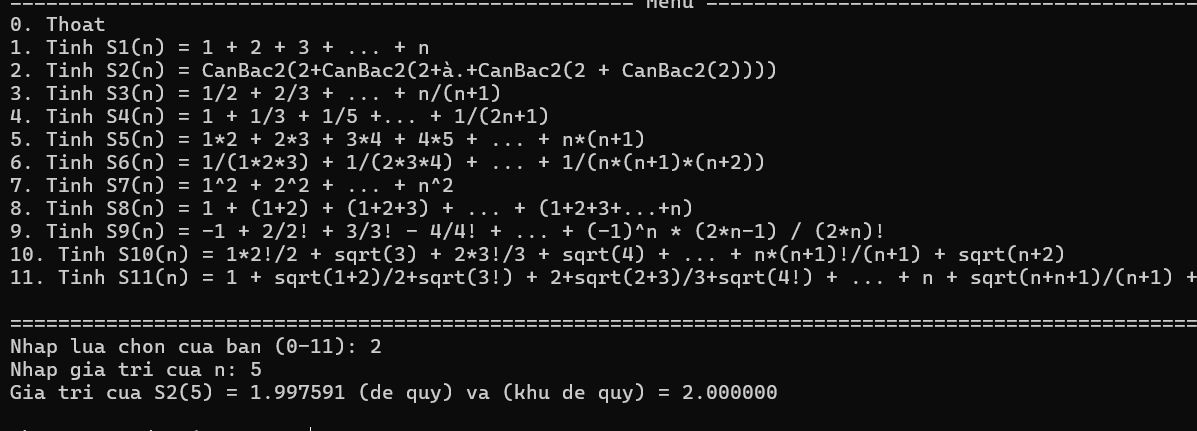 ---------------------------------------------------- Menu ------------------------------------------
0. Thoat
1. Tinh S1(n) = 1 + 2 + 3 + ... + n
2. Tinh S2(n) = CanBac2(2+CanBac2(2+à.+CanBac2(2 + CanBac2(2))))
3. Tinh S3(n) = 1/2 + 2/3 + ... + n/(n+1)
4. Tinh S4(n) = 1 + 1/3 + 1/5 +... + 1/(2n+1)
5. Tinh S5(n) = 1*2 + 2*3 + 3*4 + 4*5 + ... + n*(n+1)
6. Tinh S6(n) = 1/(1*2*3) + 1/(2*3*4) + ... + 1/(n*(n+1)*(n+2))
7. Tinh S7(n) = 1^2 + 2^2 + ... + n^2
8. Tinh S8(n) = 1 + (1+2) + (1+2+3) + ... + (1+2+3+...+n)
9. Tinh S9(n) = -1 + 2/2! + 3/3! - 4/4! + ... + (-1)^n * (2*n-1) / (2*n)!
10. Tinh S10(n) = 1*2!/2 + sqrt(3) + 2*3!/3 + sqrt(4) + ... + n*(n+1)!/(n+1) + sqrt(n+2)
11. Tinh S11(n) = 1 + sqrt(1+2)/2+sqrt(3!) + 2+sqrt(2+3)/3+sqrt(4!) + ... + n + sqrt(n+n+1)/(n+1) +
===================================================================================================
Nhap lua chon cua ban (0-11): 2
Nhap gia tri cua n: 5
Gia tri cua S2(5) = 1.997591 (de quy) va (khu de quy) = 2.000000